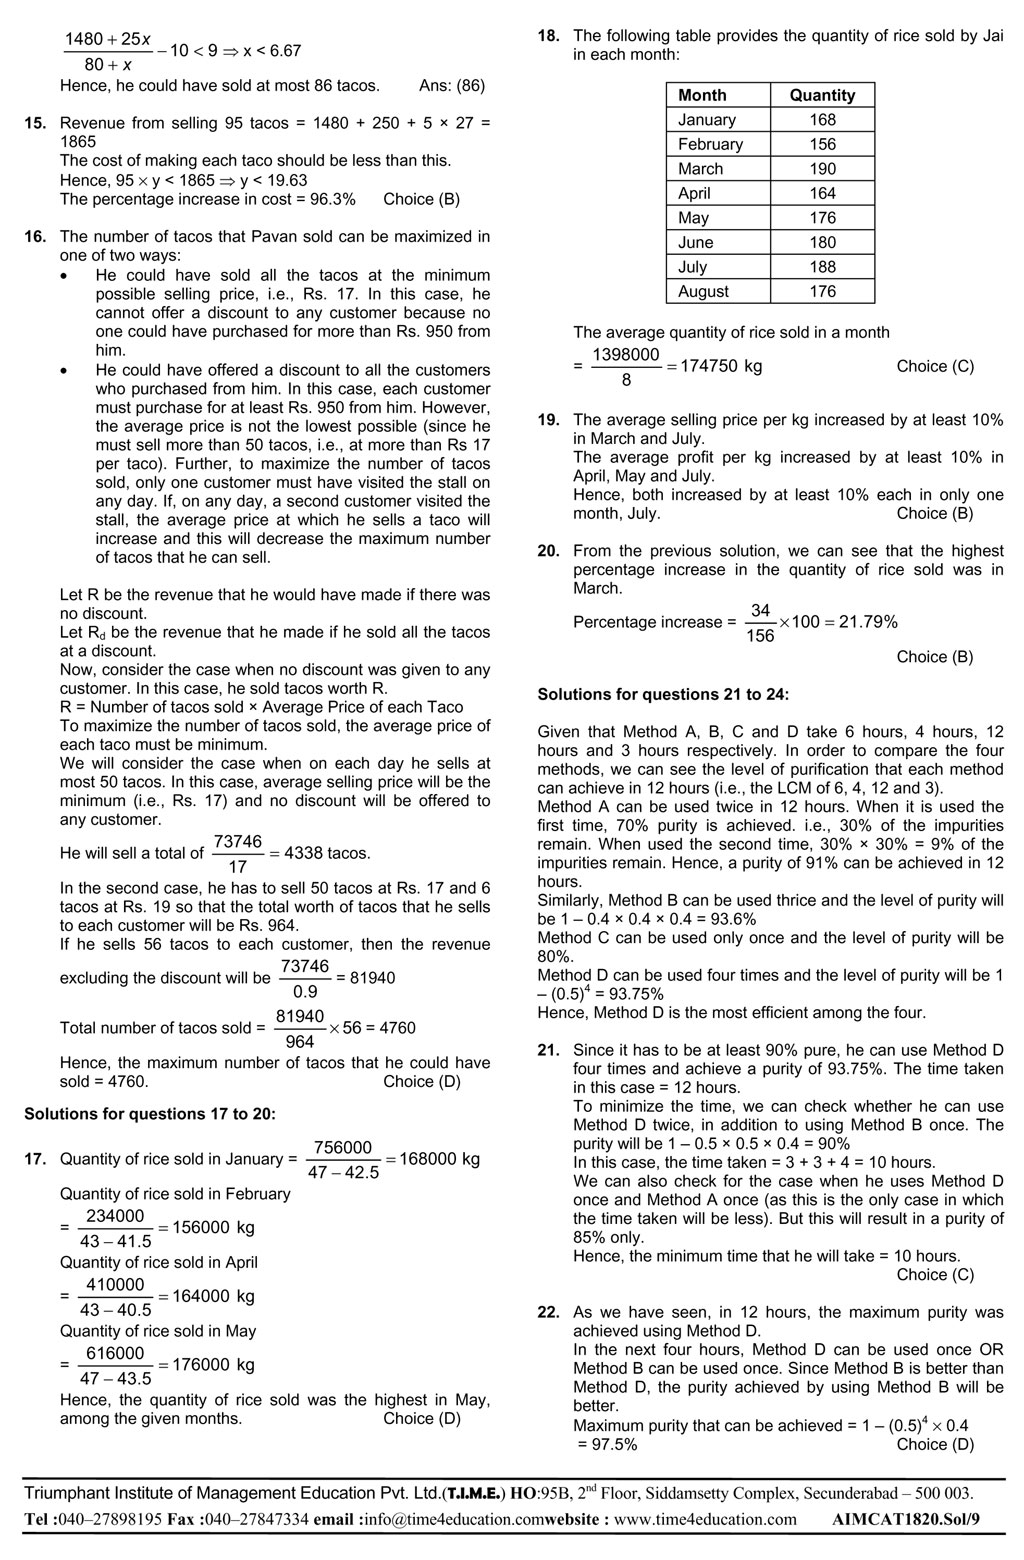 1480 + 25x
80 + x
– 10 < 9 ⇒ x < 6.67
Hence, he could have sold at most 86 tacos. Ans: (86)
15. Revenue from selling 95 tacos = 1480 + 250 + 5 × 27 =
1865
The cost of making each taco should be less than this.
Hence, 95 × y < 1865 ⇒ y < 19.63
The percentage increase in cost = 96.3% Choice (B)
16. The number of tacos that Pavan sold can be maximized in
one of two ways:
• He could have sold all the tacos at the minimum
possible selling price, i.e., Rs. 17. In this case, he
cannot offer a discount to any customer because no
one could have purchased for more than Rs. 950 from
him.
• He could have offered a discount to all the customers
who purchased from him. In this case, each customer
must purchase for at least Rs. 950 from him. However,
the average price is not the lowest possible (since he
must sell more than 50 tacos, i.e., at more than Rs 17
per taco). Further, to maximize the number of tacos
sold, only one customer must have visited the stall on
any day. If, on any day, a second customer visited the
stall, the average price at which he sells a taco will
increase and this will decrease the maximum number
of tacos that he can sell.
Let R be the revenue that he would have made if there was
no discount.
Let Rd be the revenue that he made if he sold all the tacos
at a discount.
Now, consider the case when no discount was given to any
customer. In this case, he sold tacos worth R.
R = Number of tacos sold × Average Price of each Taco
To maximize the number of tacos sold, the average price of
each taco must be minimum.
We will consider the case when on each day he sells at
most 50 tacos. In this case, average selling price will be the
minimum (i.e., Rs. 17) and no discount will be offered to
any customer.
He will sell a total of 73746/17 = 4338 tacos.
In the second case, he has to sell 50 tacos at Rs. 17 and 6
tacos at Rs. 19 so that the total worth of tacos that he sells
to each customer will be Rs. 964.
If he sells 56 tacos to each customer, then the revenue
excluding the discount will be 73746/0.9 = 81940
Total number of tacos sold = 81940/964 × 56 = 4760
Hence, the maximum number of tacos that he could have
sold = 4760. Choice (D)
Solutions for questions 17 to 20:
17. Quantity of rice sold in January = 756000/(47 – 42.5) = 168000 kg
Quantity of rice sold in February
= 234000/(43 – 41.5) = 156000 kg
Quantity of rice sold in April
= 410000/(43 – 40.5) = 164000 kg
Quantity of rice sold in May
= 616000/(47 – 43.5) = 176000 kg
Hence, the quantity of rice sold was the highest in May,
among the given months. Choice (D)
18. The following table provides the quantity of rice sold by Jai
in each month:
Month Quantity
January 168
February 156
March 190
April 164
May 176
June 180
July 188
August 176
The average quantity of rice sold in a month
= 1398000/8 = 174750 kg Choice (C)
19. The average selling price per kg increased by at least 10%
in March and July.
The average profit per kg increased by at least 10% in
April, May and July.
Hence, both increased by at least 10% each in only one
month, July. Choice (B)
20. From the previous solution, we can see that the highest
percentage increase in the quantity of rice sold was in
March.
Percentage increase = 34/156 × 100 = 21.79%
Choice (B)
Solutions for questions 21 to 24:
Given that Method A, B, C and D take 6 hours, 4 hours, 12
hours and 3 hours respectively. In order to compare the four
methods, we can see the level of purification that each method
can achieve in 12 hours (i.e., the LCM of 6, 4, 12 and 3).
Method A can be used twice in 12 hours. When it is used the
first time, 70% purity is achieved. i.e., 30% of the impurities
remain. When used the second time, 30% × 30% = 9% of the
impurities remain. Hence, a purity of 91% can be achieved in 12
hours.
Similarly, Method B can be used thrice and the level of purity will
be 1 – 0.4 × 0.4 × 0.4 = 93.6%
Method C can be used only once and the level of purity will be
80%.
Method D can be used four times and the level of purity will be 1
– (0.5)⁴ = 93.75%
Hence, Method D is the most efficient among the four.
21. Since it has to be at least 90% pure, he can use Method D
four times and achieve a purity of 93.75%. The time taken
in this case = 12 hours.
To minimize the time, we can check whether he can use
Method D twice, in addition to using Method B once. The
purity will be 1 – 0.5 × 0.5 × 0.4 = 90%
In this case, the time taken = 3 + 3 + 4 = 10 hours.
We can also check for the case when he uses Method D
once and Method A once (as this is the only case in which
the time taken will be less). But this will result in a purity of
85% only.
Hence, the minimum time that he will take = 10 hours.
Choice (C)
22. As we have seen, in 12 hours, the maximum purity was
achieved using Method D.
In the next four hours, Method D can be used once OR
Method B can be used once. Since Method B is better than
Method D, the purity achieved by using Method B will be
better.
Maximum purity that can be achieved = 1 – (0.5)⁴ × 0.4
= 97.5% Choice (D)
Triumphant Institute of Management Education Pvt. Ltd.(T.I.M.E.) HO:95B, 2nd Floor, Siddamsetty Complex, Secunderabad – 500 003.
Tel :040–27898195 Fax :040–27847334 email :info@time4education.comwebsite : www.time4education.com AIMCAT1820.Sol/9